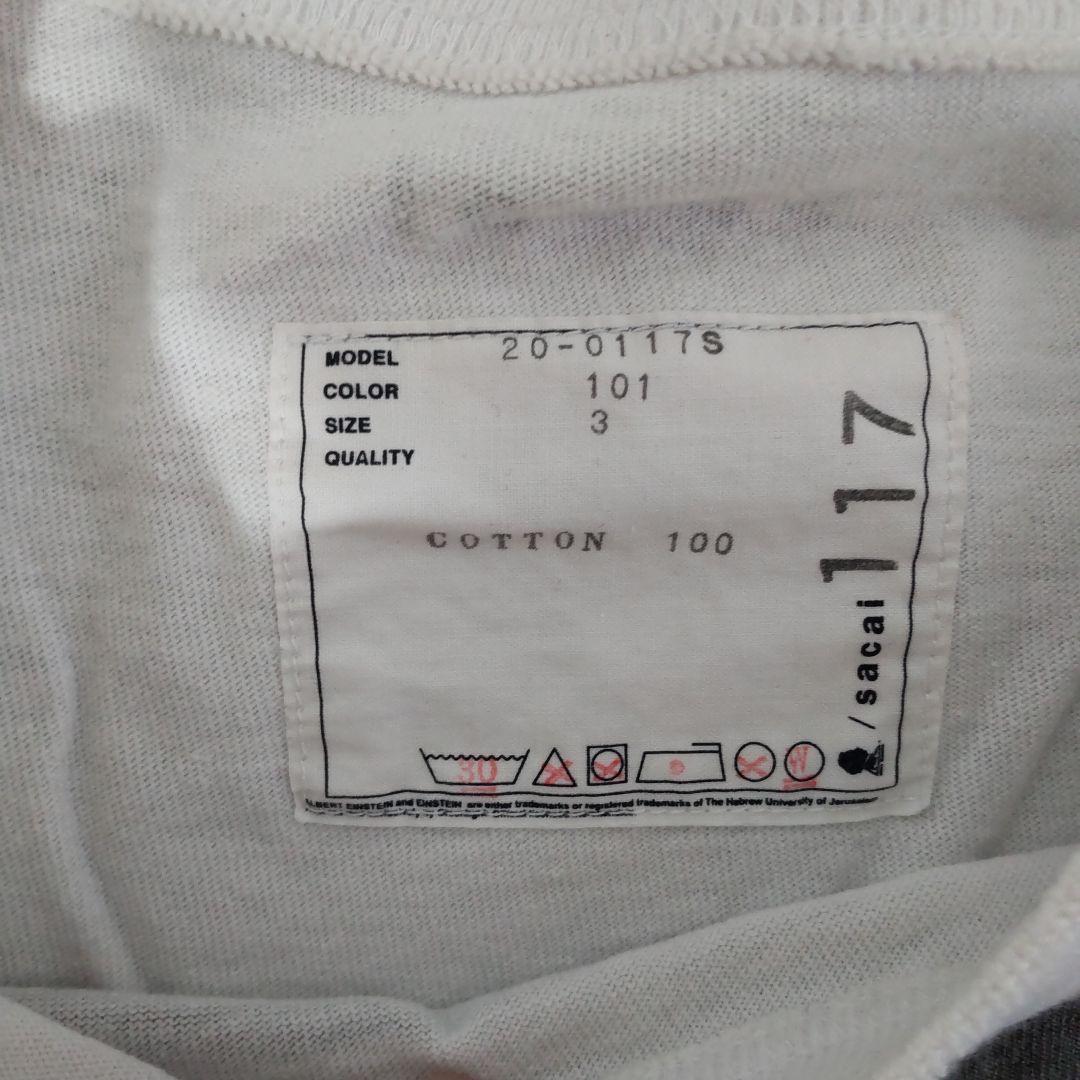 MODEL 20-0117S
COLOR 101
SIZE 3
QUALITY
COTTON 100
/sacai 117
30
W
ALBERT EINSTEIN and EINSTEIN are either trademarks or registered trademarks of The Hebrew University of Jerusalem